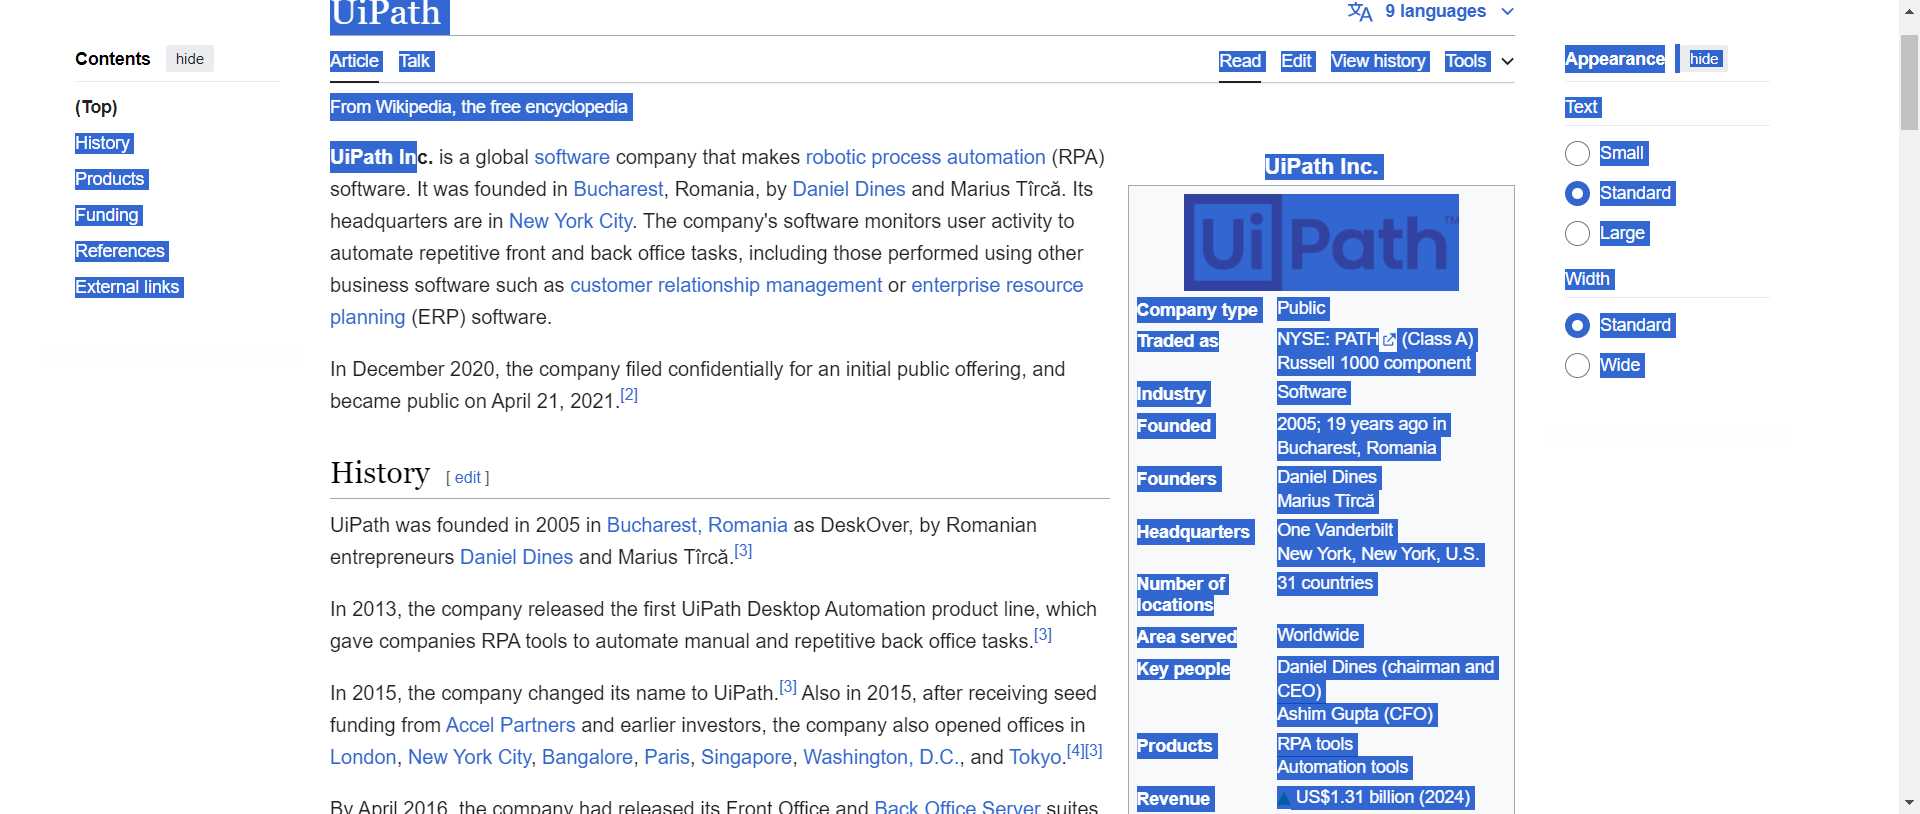 UiPath
9 languages
Contents hide
(Top)
History
Products
Funding
References
External links
Article Talk
Read Edit View history Tools
From Wikipedia, the free encyclopedia
UiPath Inc. is a global software company that makes robotic process automation (RPA)
software. It was founded in Bucharest, Romania, by Daniel Dines and Marius Tîrcă. Its
headquarters are in New York City. The company's software monitors user activity to
automate repetitive front and back office tasks, including those performed using other
business software such as customer relationship management or enterprise resource
planning (ERP) software.
In December 2020, the company filed confidentially for an initial public offering, and
became public on April 21, 2021.[2]
History [ edit ]
UiPath was founded in 2005 in Bucharest, Romania as DeskOver, by Romanian
entrepreneurs Daniel Dines and Marius Tîrcă.[3]
In 2013, the company released the first UiPath Desktop Automation product line, which
gave companies RPA tools to automate manual and repetitive back office tasks.[3]
In 2015, the company changed its name to UiPath.[3] Also in 2015, after receiving seed
funding from Accel Partners and earlier investors, the company also opened offices in
London, New York City, Bangalore, Paris, Singapore, Washington, D.C., and Tokyo.[4][3]
By April 2016, the company had released its Front Office and Back Office Server suites
UiPath Inc.
UiPath™
Company type Public
Traded as NYSE: PATH (Class A)
Russell 1000 component
Industry Software
Founded 2005; 19 years ago in
Bucharest, Romania
Founders Daniel Dines
Marius Tîrcă
Headquarters One Vanderbilt
New York, New York, U.S.
Number of 31 countries
locations
Area served Worldwide
Key people Daniel Dines (chairman and
CEO)
Ashim Gupta (CFO)
Products RPA tools
Automation tools
Revenue ▲ US$1.31 billion (2024)
Appearance hide
Text
Small
Standard
Large
Width
Standard
Wide